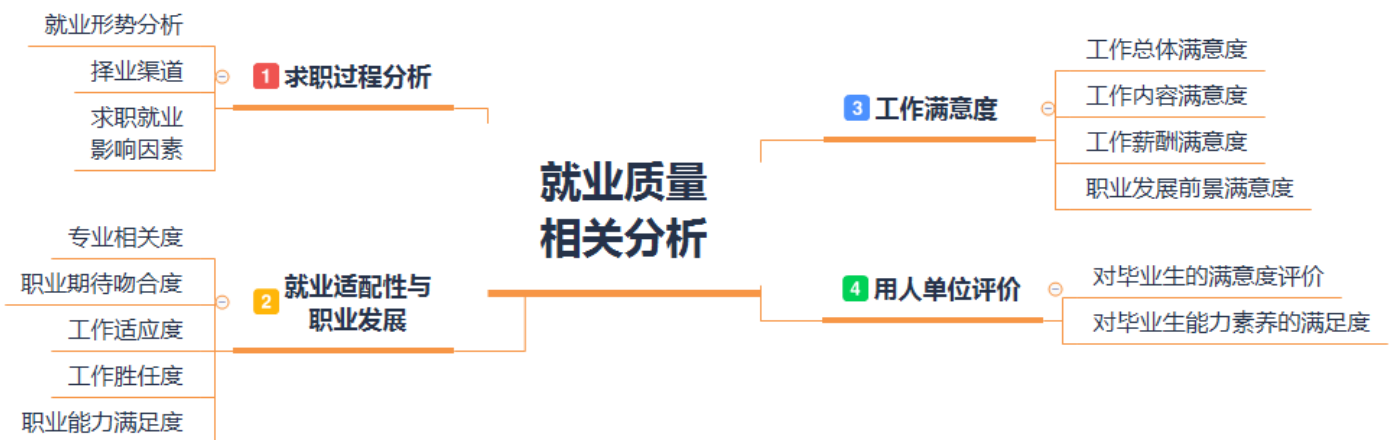 就业质量
相关分析
1 求职过程分析
就业形势分析
择业渠道
求职就业
影响因素
2 就业适配性与
职业发展
专业相关度
职业期待吻合度
工作适应度
工作胜任度
职业能力满足度
3 工作满意度
工作总体满意度
工作内容满意度
工作薪酬满意度
职业发展前景满意度
4 用人单位评价
对毕业生的满意度评价
对毕业生能力素养的满足度